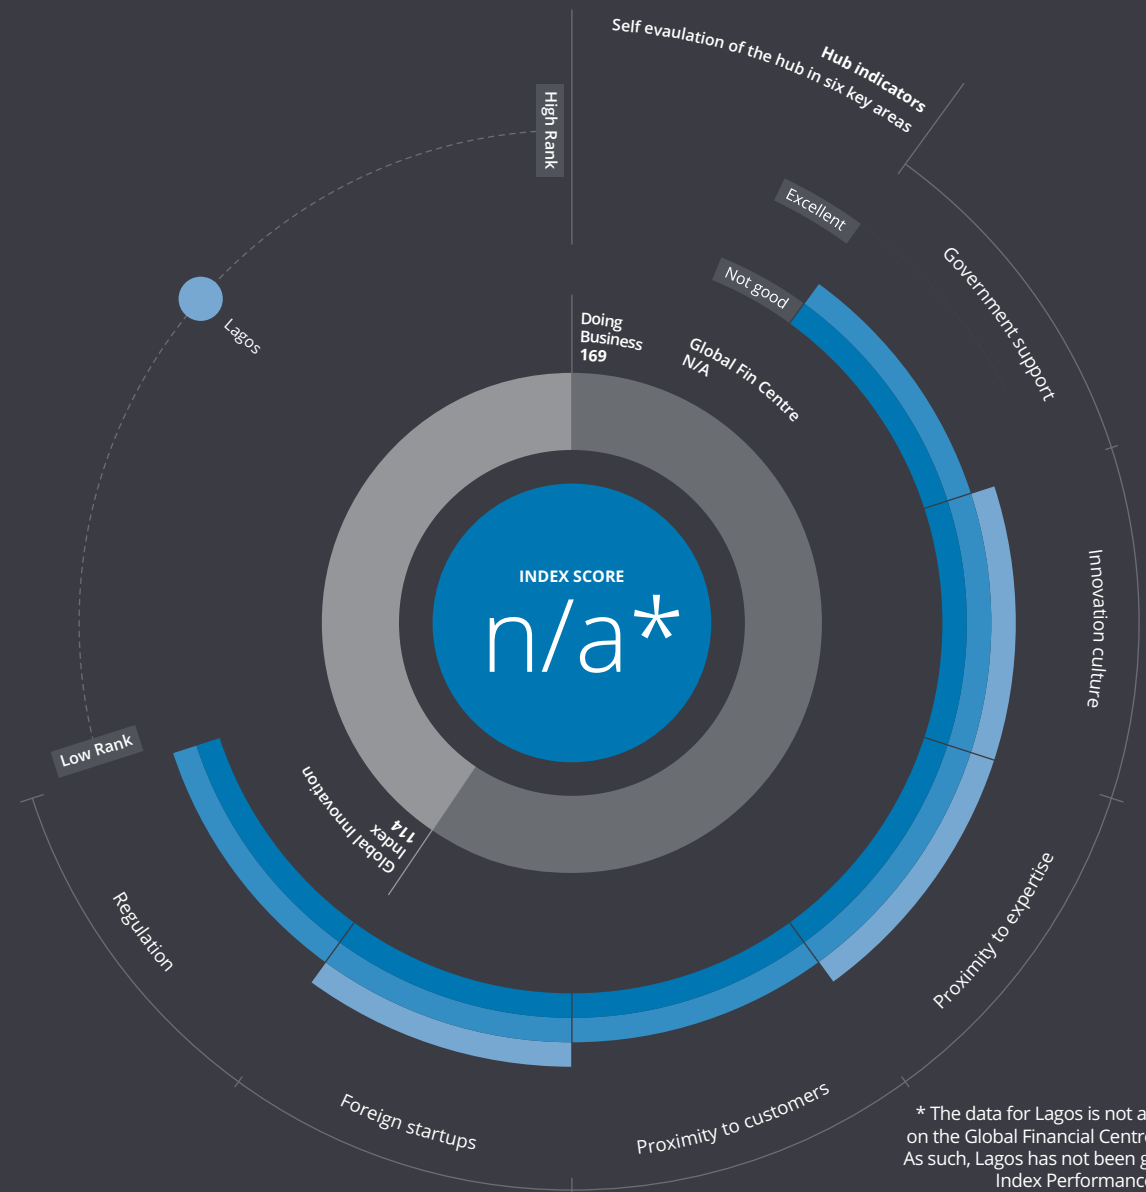 Hub indicators
Self evaulation of the hub in six key areas
High Rank
Excellent
Not good
Government support
Lagos
Doing
Business
169
Global Fin Centre
N/A
Innovation culture
INDEX SCORE
n/a*
Low Rank
Global Innovation
Index
114
Regulation
Proximity to expertise
Foreign startups
Proximity to customers
* The data for Lagos is not
on the Global Financial
As such, Lagos has not been
Index